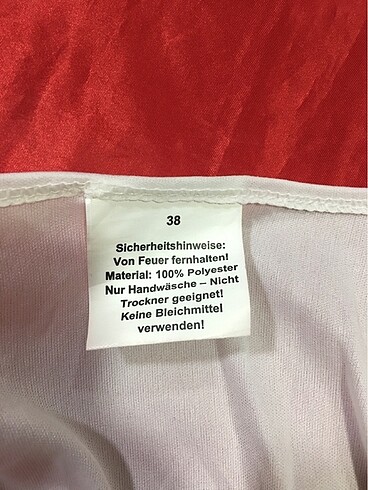 38
Sicherheitshinweise:
Von Feuer fernhalten!
Material: 100% Polyester
Nur Handwäsche – Nicht
Trockner geeignet!
Keine Bleichmittel
verwenden!